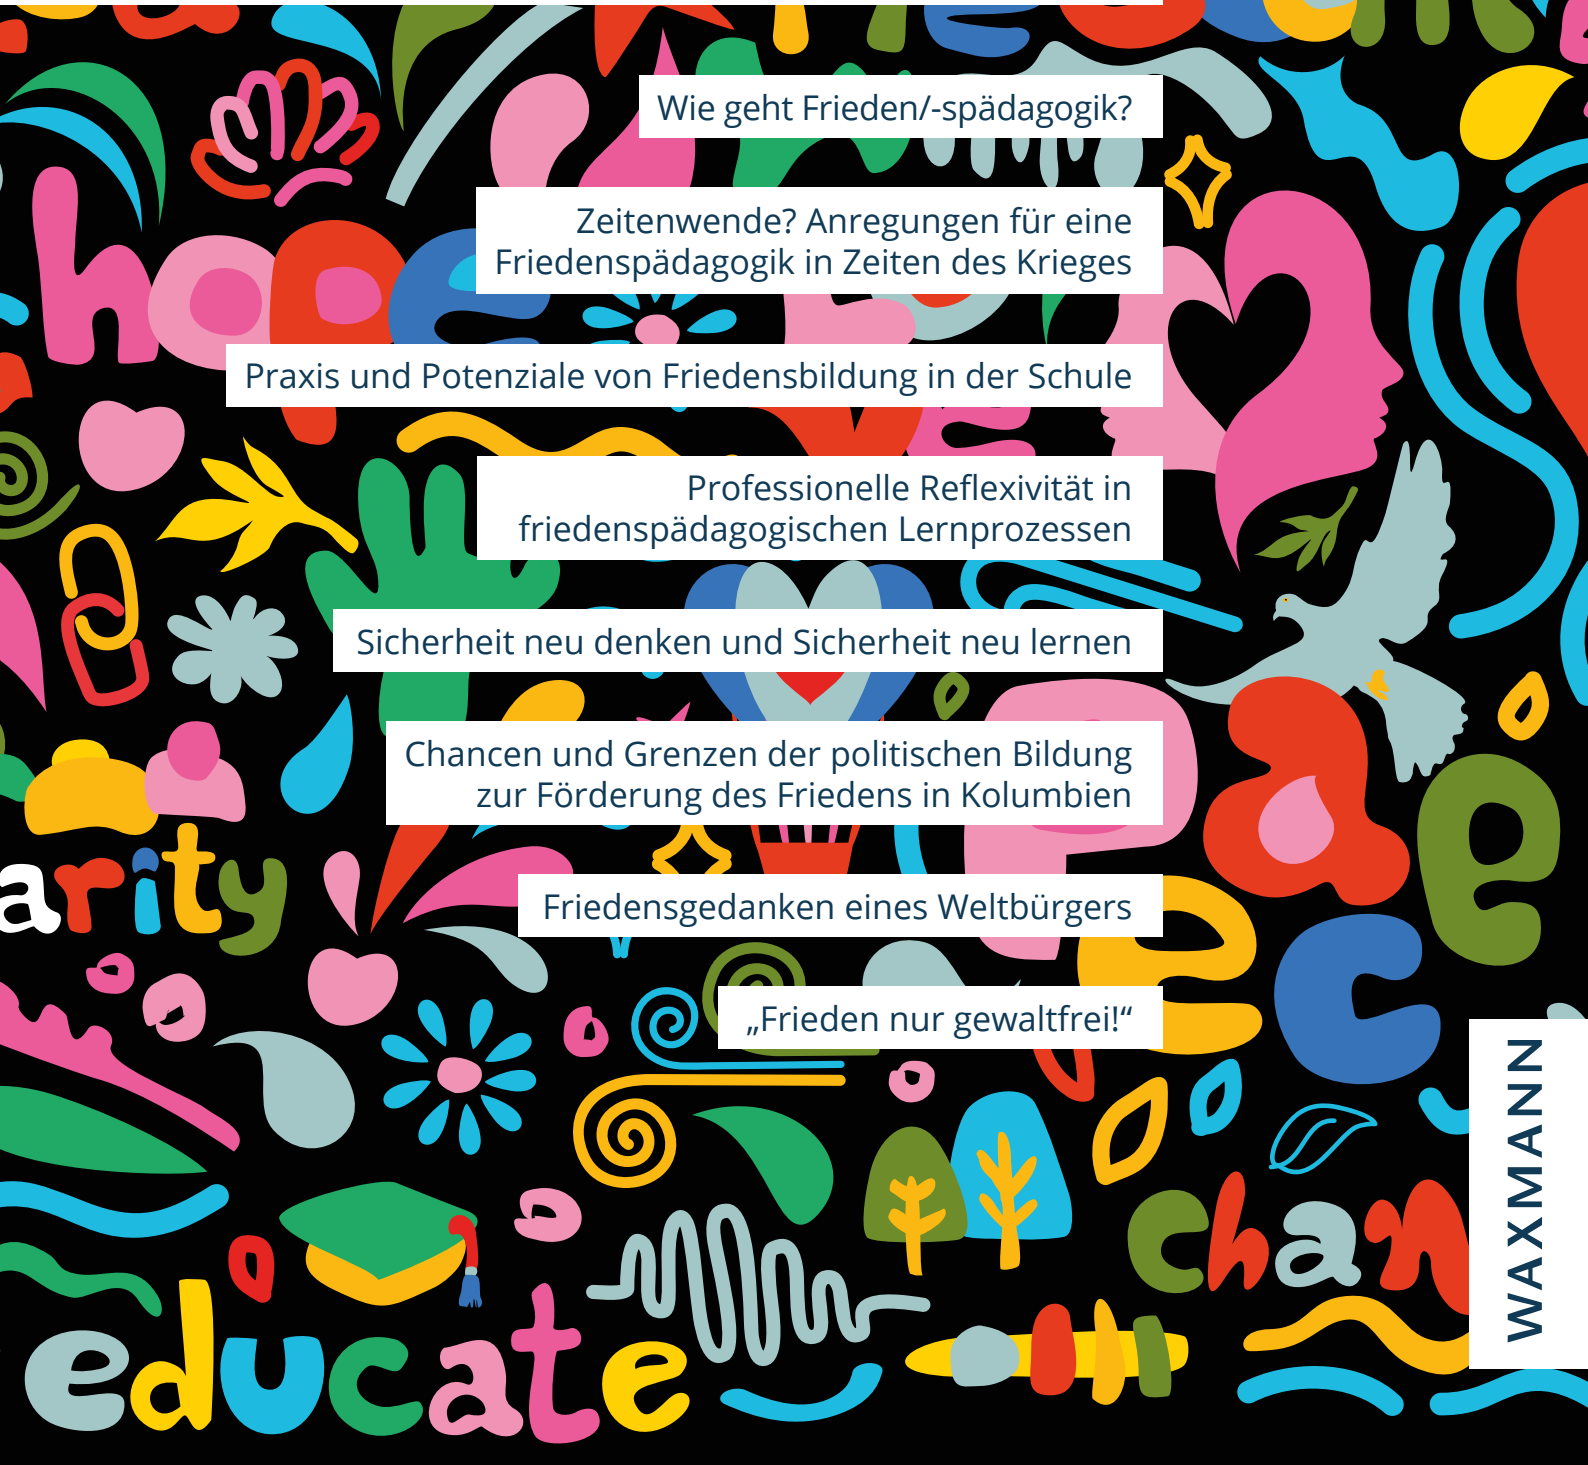 Wie geht Frieden/-spädagogik?
Zeitenwende? Anregungen für eine
Friedenspädagogik in Zeiten des Krieges
hope
Praxis und Potenziale von Friedensbildung in der Schule
Professionelle Reflexivität in
friedenspädagogischen Lernprozessen
Sicherheit neu denken und Sicherheit neu lernen
Chancen und Grenzen der politischen Bildung
zur Förderung des Friedens in Kolumbien
arity
Friedensgedanken eines Weltbürgers
peace
„Frieden nur gewaltfrei!“
WAXMANN
chan
educate